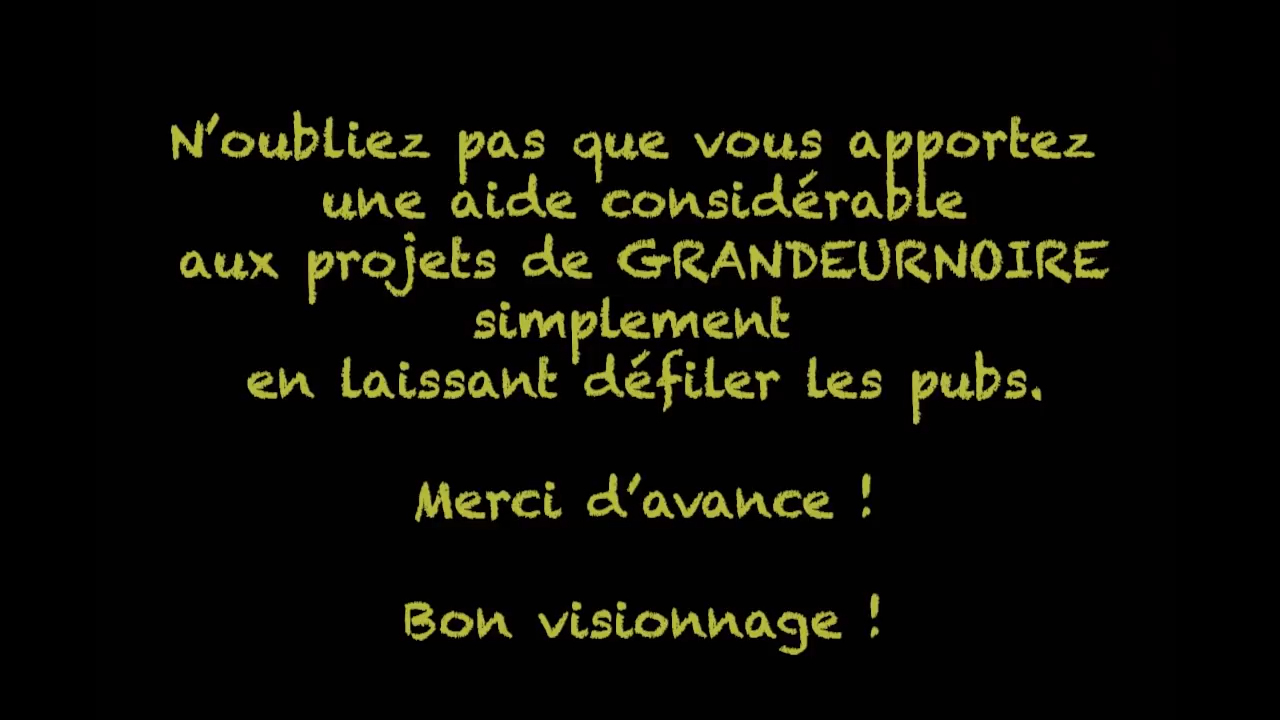 N'oubliez pas que vous apportez
une aide considérable
aux projets de GRANDEURNOIRE
simplement
en laissant défiler les pubs.
Merci d'avance !
Bon visionnage !